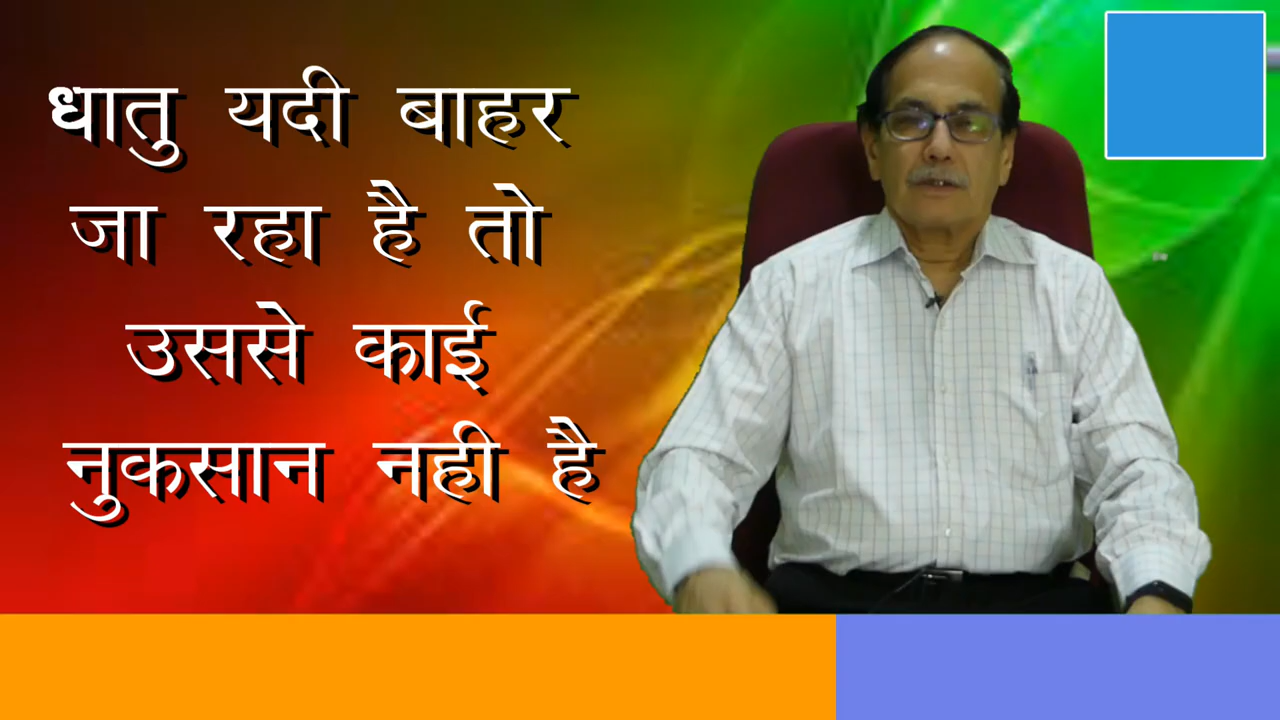 धातु यदी बाहर
जा रहा है तो
उससे काई
नुकसान नही है